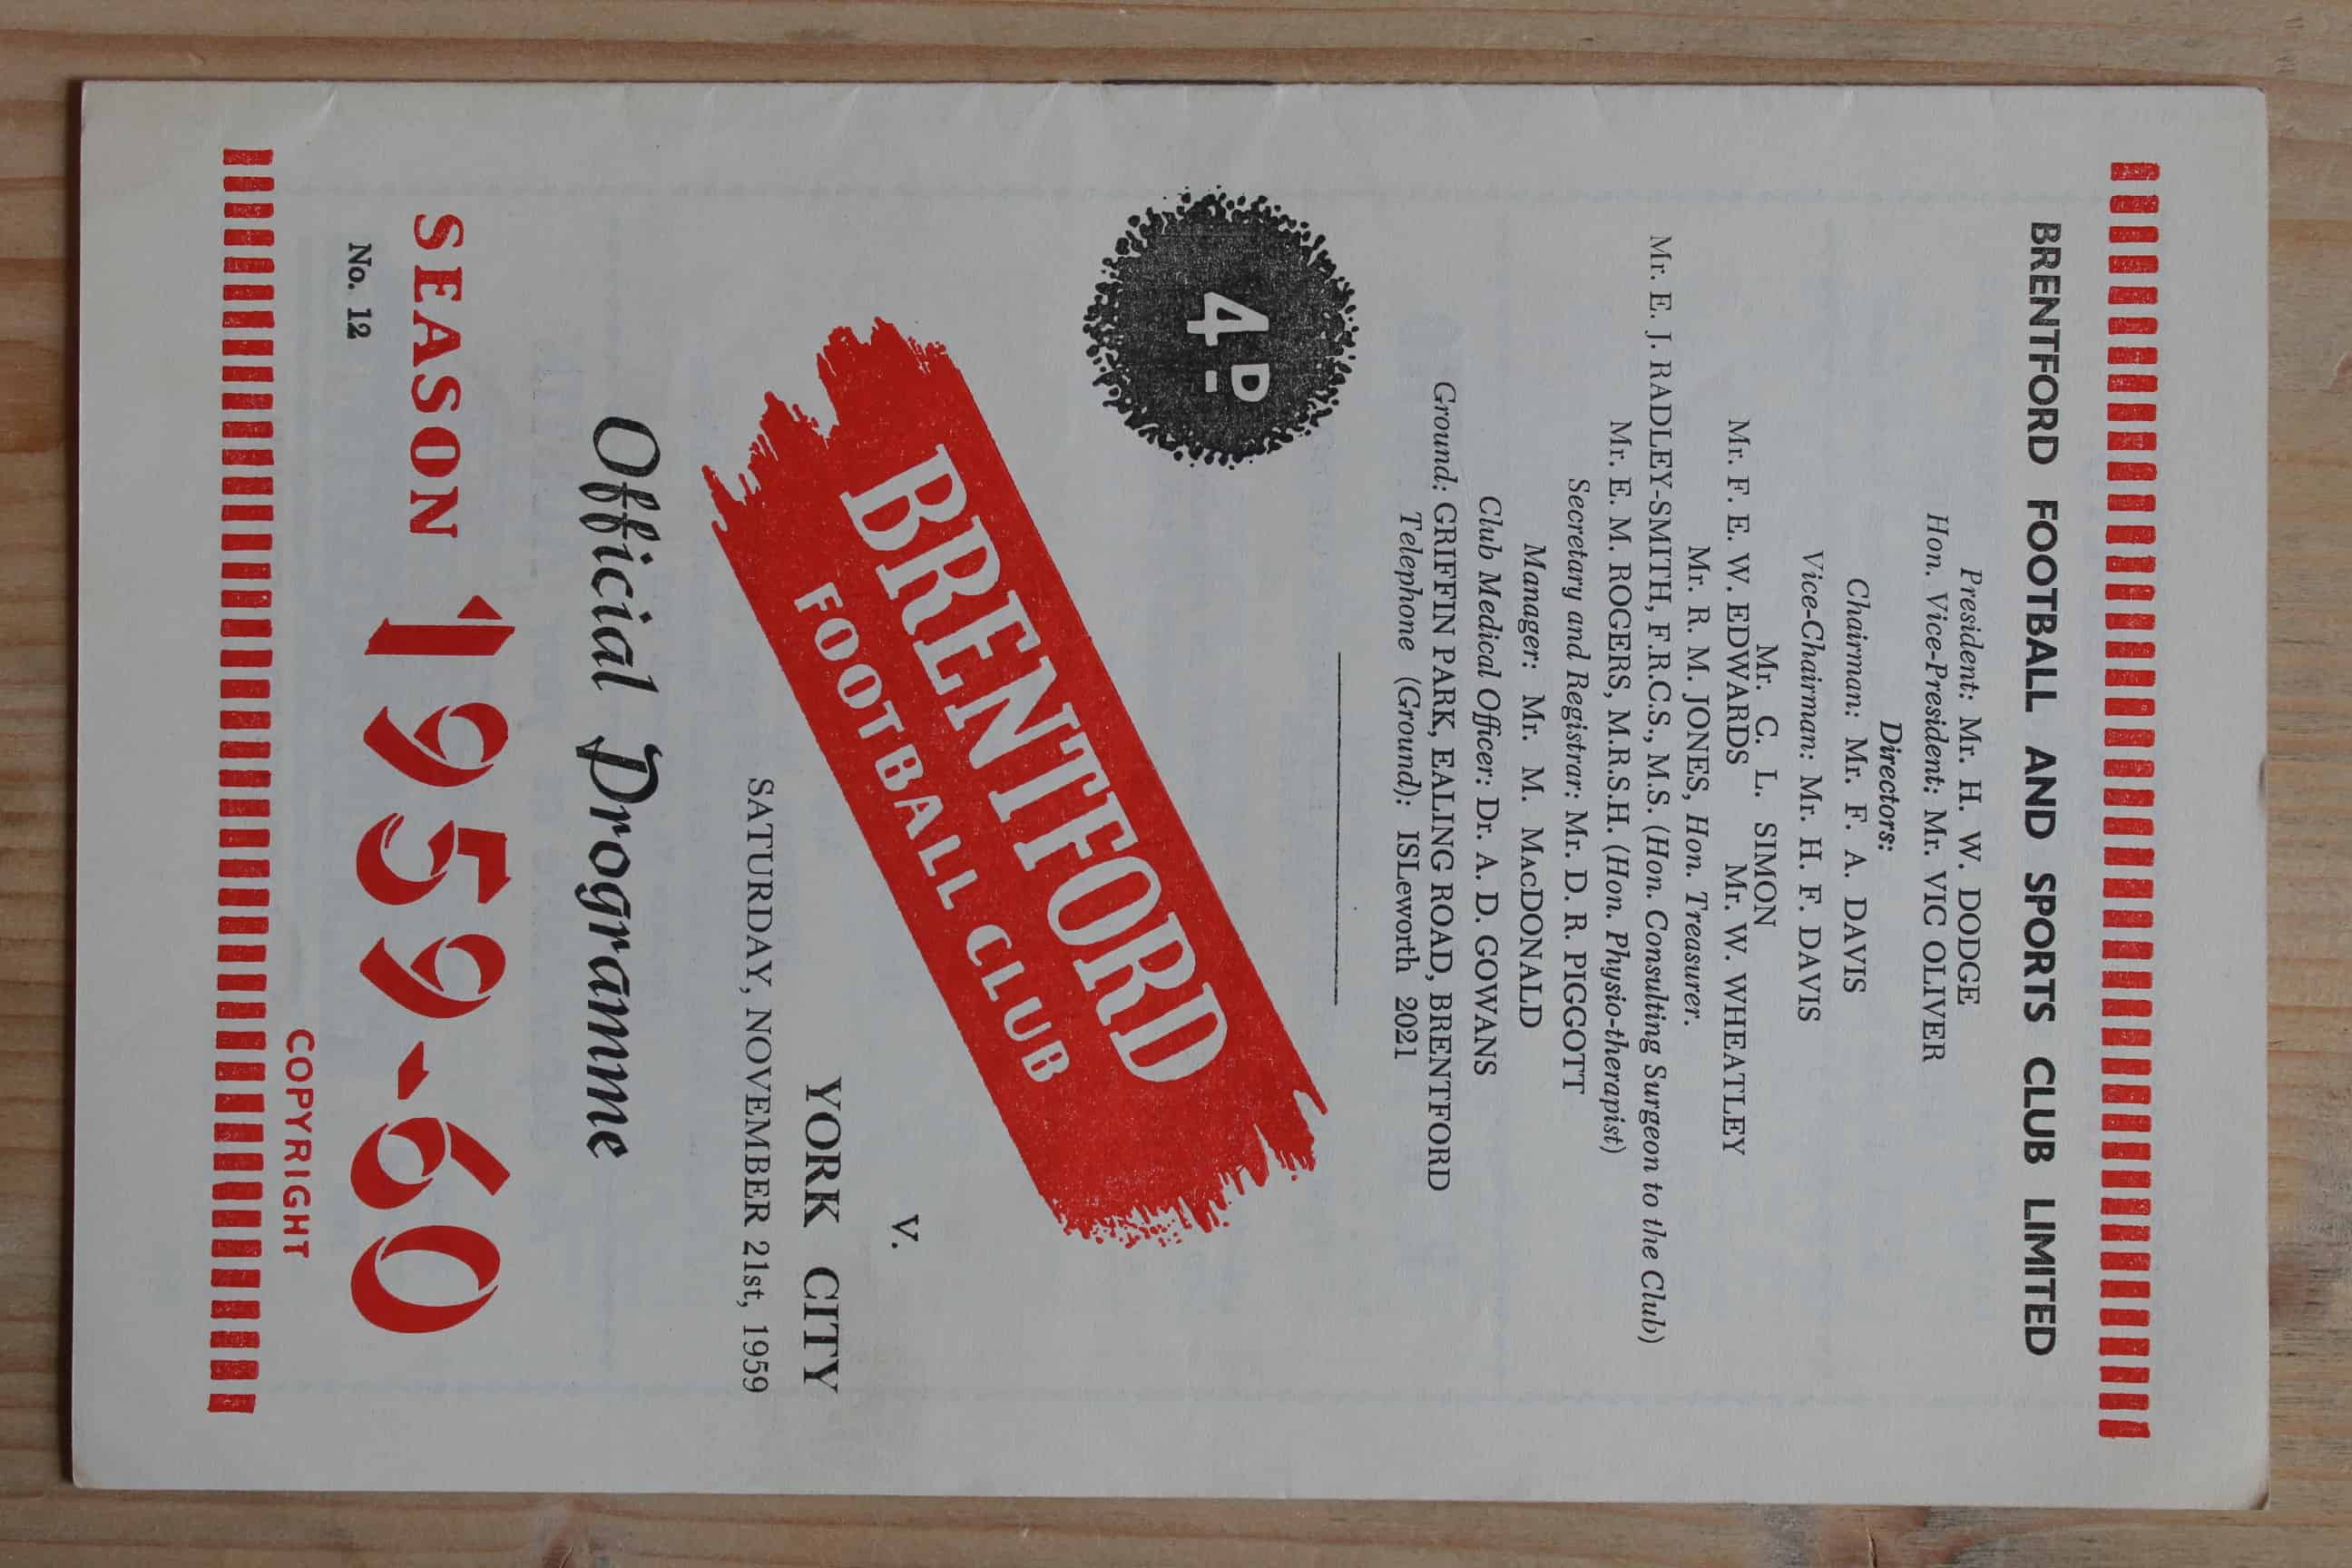 BRENTFORD FOOTBALL AND SPORTS CLUB LIMITED
President: Mr. H. W. DODGE
Hon. Vice-President: Mr. VIC OLIVER
Directors:
Chairman: Mr. F. A. DAVIS
Vice-Chairman: Mr. H. F. DAVIS
Mr. C. L. SIMON
Mr. F. E. W. EDWARDS Mr. W. WHEATLEY
Mr. R. M. JONES, Hon. Treasurer.
Mr. E. J. RADLEY-SMITH, F.R.C.S., M.S. (Hon. Consulting Surgeon to the Club)
Mr. E. M. ROGERS, M.R.S.H. (Hon. Physio-therapist)
Secretary and Registrar: Mr. D. R. PIGGOTT
Manager: Mr. M. MACDONALD
Club Medical Officer: Dr. A. D. GOWANS
Ground: GRIFFIN PARK, EALING ROAD, BRENTFORD
Telephone (Ground): ISLeworth 2021
4D.
BRENTFORD
FOOTBALL CLUB
V.
YORK CITY
SATURDAY, NOVEMBER 21st, 1959
Official Programme
SEASON 1959-60
No. 12
COPYRIGHT